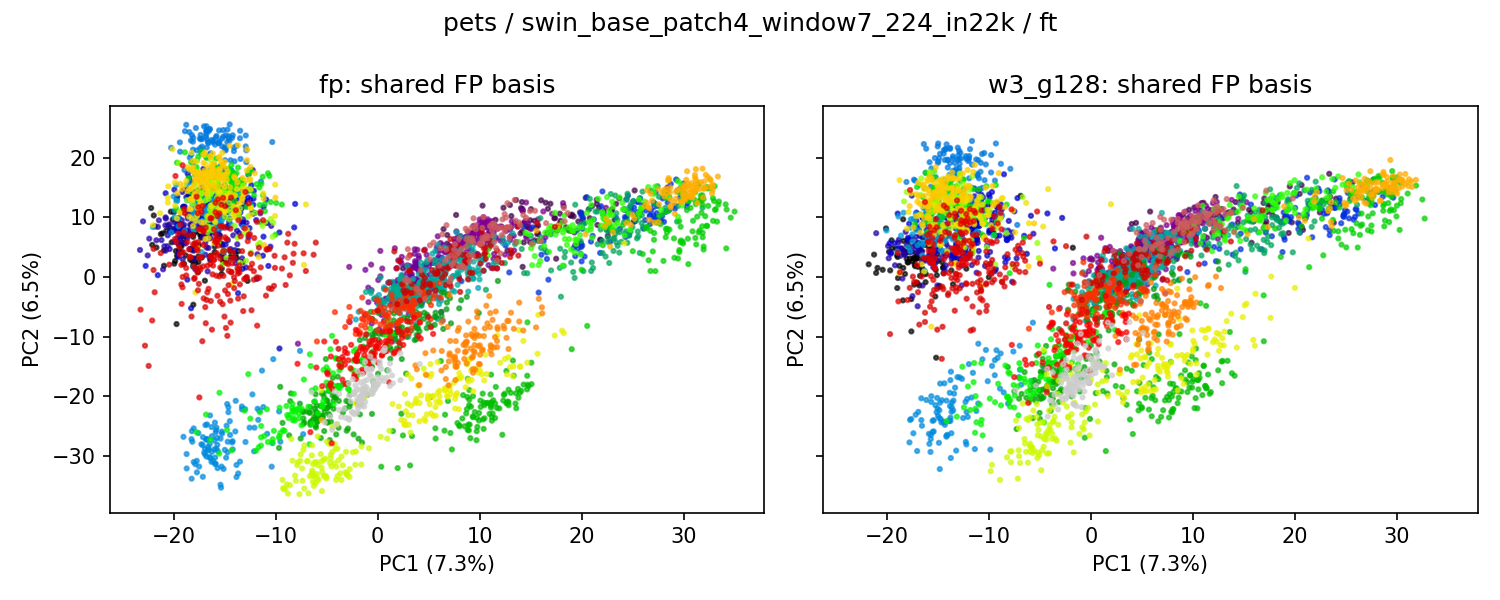 pets / swin_base_patch4_window7_224_in22k / ft
fp: shared FP basis
w3_g128: shared FP basis
PC2 (6.5%)
20
10
0
−10
−20
−30
−20
−10
0
10
20
30
PC1 (7.3%)
PC2 (6.5%)
−20
−10
0
10
20
30
PC1 (7.3%)